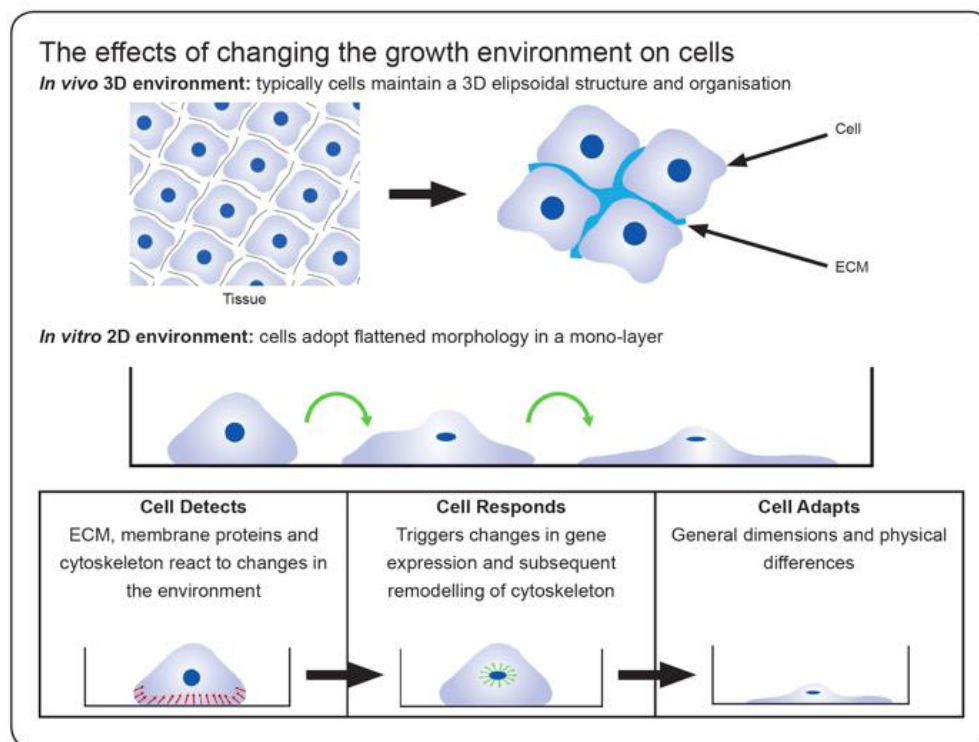 The effects of changing the growth environment on cells
In vivo 3D environment: typically cells maintain a 3D elipsoidal structure and organisation
Cell
ECM
Tissue
In vitro 2D environment: cells adopt flattened morphology in a mono-layer
Cell Detects
ECM, membrane proteins and
cytoskeleton react to changes in
the environment
Cell Responds
Triggers changes in gene
expression and subsequent
remodelling of cytoskeleton
Cell Adapts
General dimensions and physical
differences